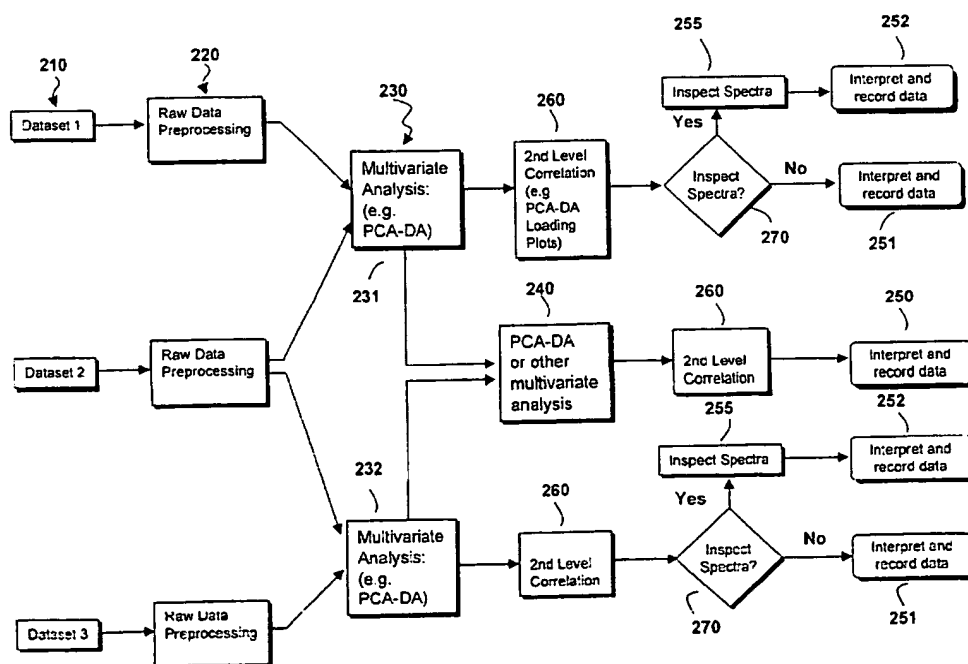 210
Dataset 1
220
Raw Data
Preprocessing
230
Multivariate
Analysis:
(e.g.
PCA-DA)
231
260
2nd Level
Correlation
(e.g
PCA-DA
Loading
Plots)
255
Inspect Spectra
Yes
Inspect
Spectra?
270
No
252
Interpret and
record data
Interpret and
record data
251
Dataset 2
Raw Data
Preprocessing
240
PCA-DA
or other
multivariate
analysis
260
2nd Level
Correlation
250
Interpret and
record data
Dataset 3
Raw Data
Preprocessing
232
Multivariate
Analysis:
(e.g.
PCA-DA)
260
2nd Level
Correlation
255
Inspect Spectra
Yes
Inspect
Spectra?
270
No
252
Interpret and
record data
Interpret and
record data
251